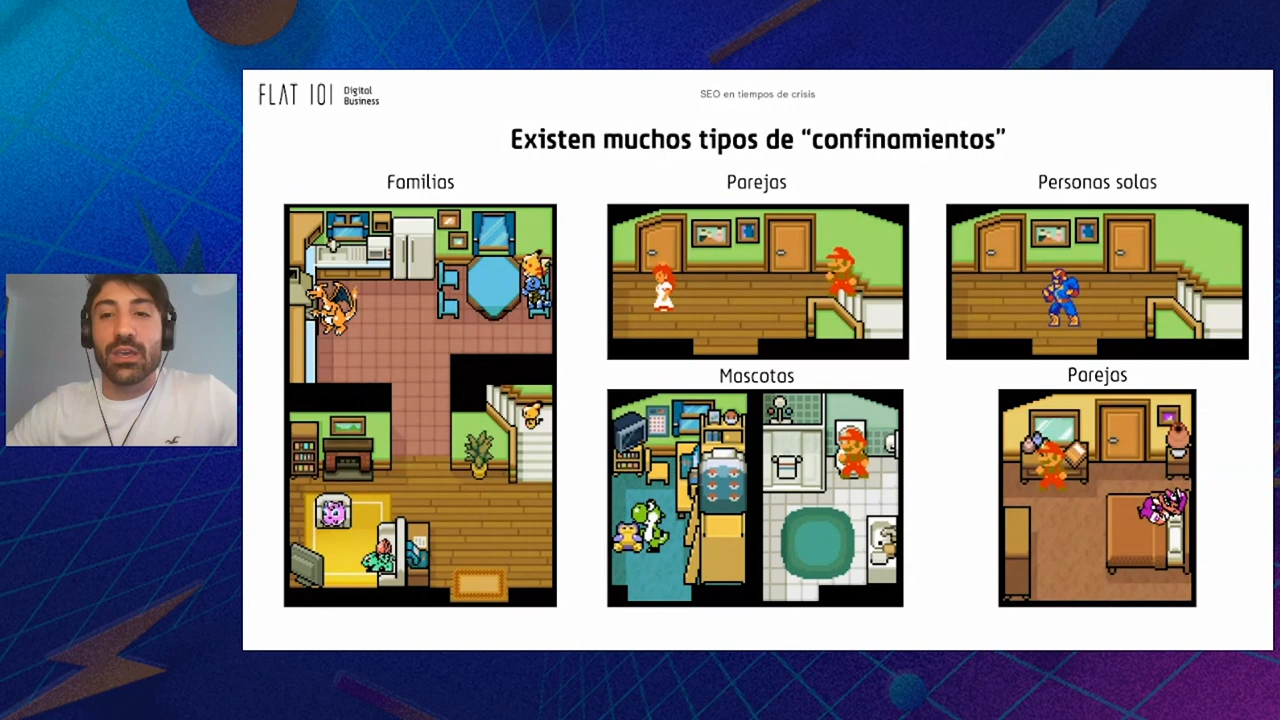 FLAT 101 Digital Business
SEO en tiempos de crisis
Existen muchos tipos de “confinamientos”
Familias
Parejas
Personas solas
Mascotas
Parejas